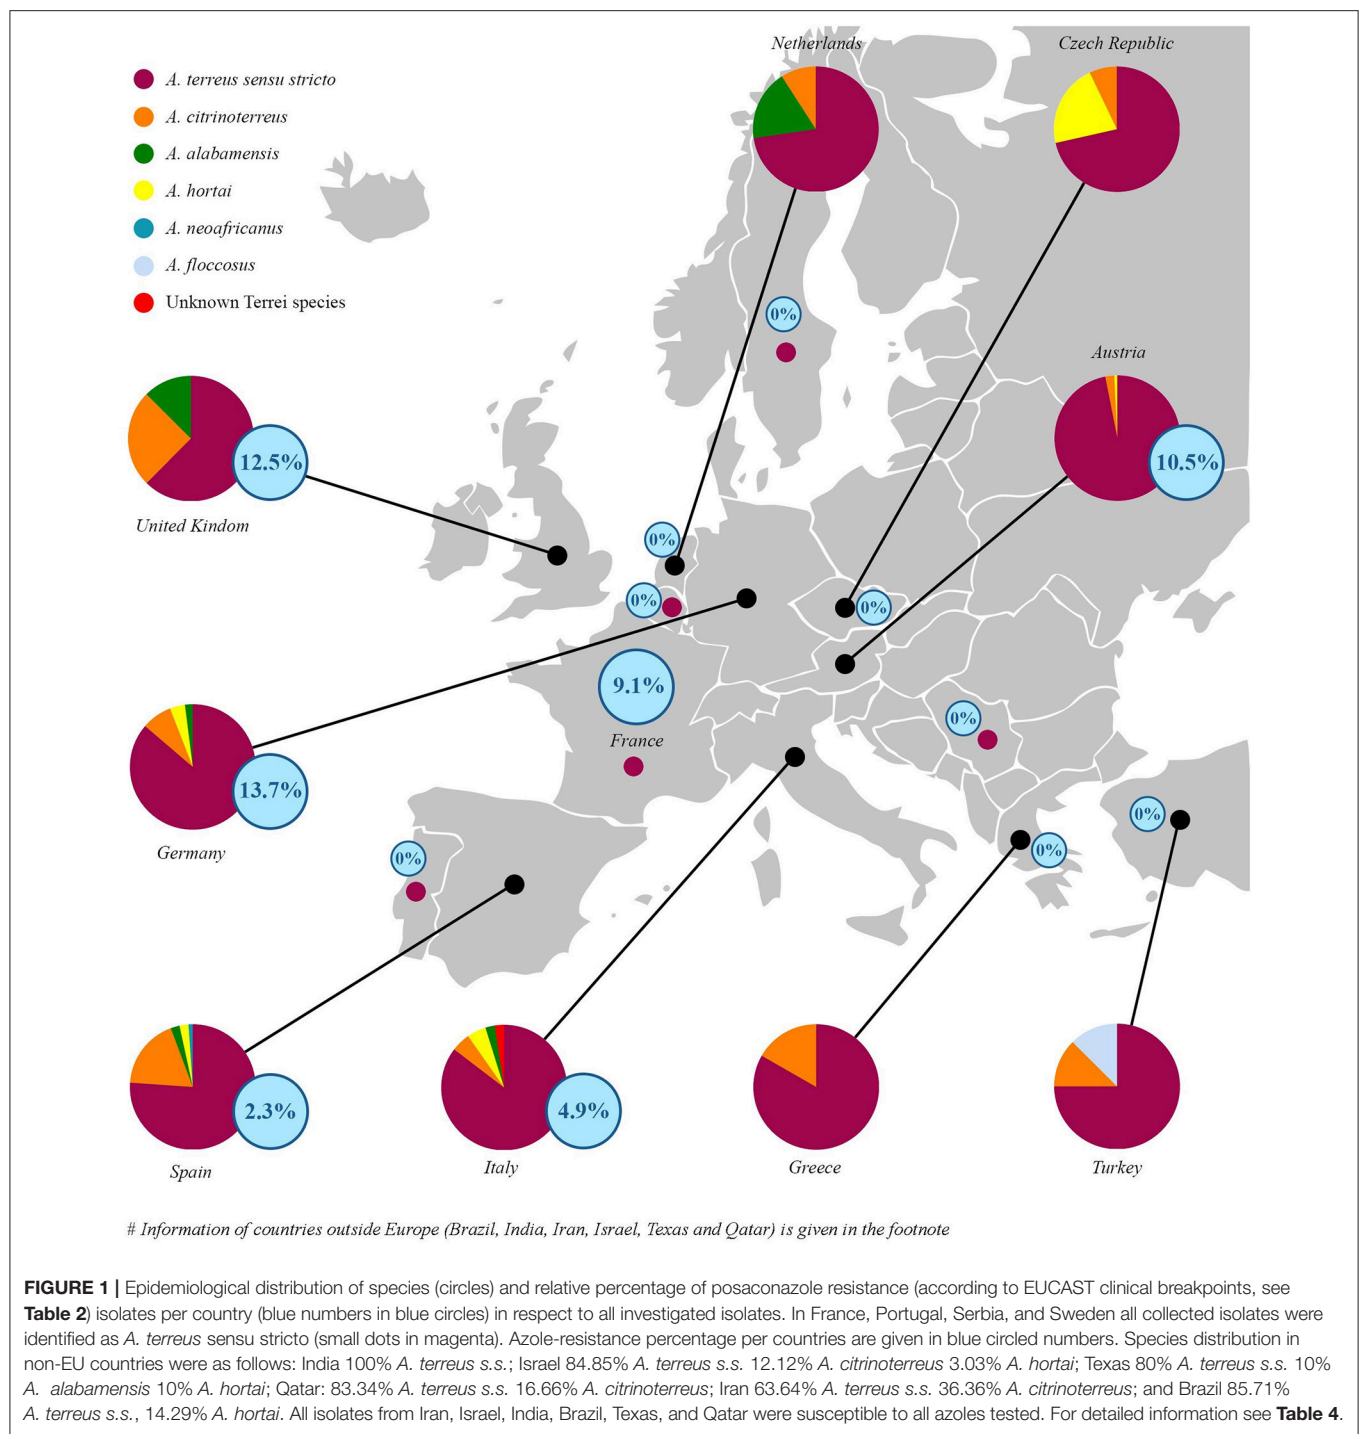 Netherlands
Czech Republic
A. terreus sensu stricto
A. citrinoterreus
A. alabamensis
A. hortai
A. neoafricanus
A. floccosus
Unknown Terrei species
0%
Austria
12.5%
10.5%
United Kindom
0%
0%
0%
9.1%
0%
France
13.7%
0%
Germany
0%
0%
2.3%
4.9%
Spain
Italy
Greece
Turkey
# Information of countries outside Europe (Brazil, India, Iran, Israel, Texas and Qatar) is given in the footnote
FIGURE 1 | Epidemiological distribution of species (circles) and relative percentage of posaconazole resistance (according to EUCAST clinical breakpoints, see
Table 2) isolates per country (blue numbers in blue circles) in respect to all investigated isolates. In France, Portugal, Serbia, and Sweden all collected isolates were
identified as A. terreus sensu stricto (small dots in magenta). Azole-resistance percentage per countries are given in blue circled numbers. Species distribution in
non-EU countries were as follows: India 100% A. terreus s.s.; Israel 84.85% A. terreus s.s. 12.12% A. citrinoterreus 3.03% A. hortai; Texas 80% A. terreus s.s. 10%
A. alabamensis 10% A. hortai; Qatar: 83.34% A. terreus s.s. 16.66% A. citrinoterreus; Iran 63.64% A. terreus s.s. 36.36% A. citrinoterreus; and Brazil 85.71%
A. terreus s.s., 14.29% A. hortai. All isolates from Iran, Israel, India, Brazil, Texas, and Qatar were susceptible to all azoles tested. For detailed information see Table 4.